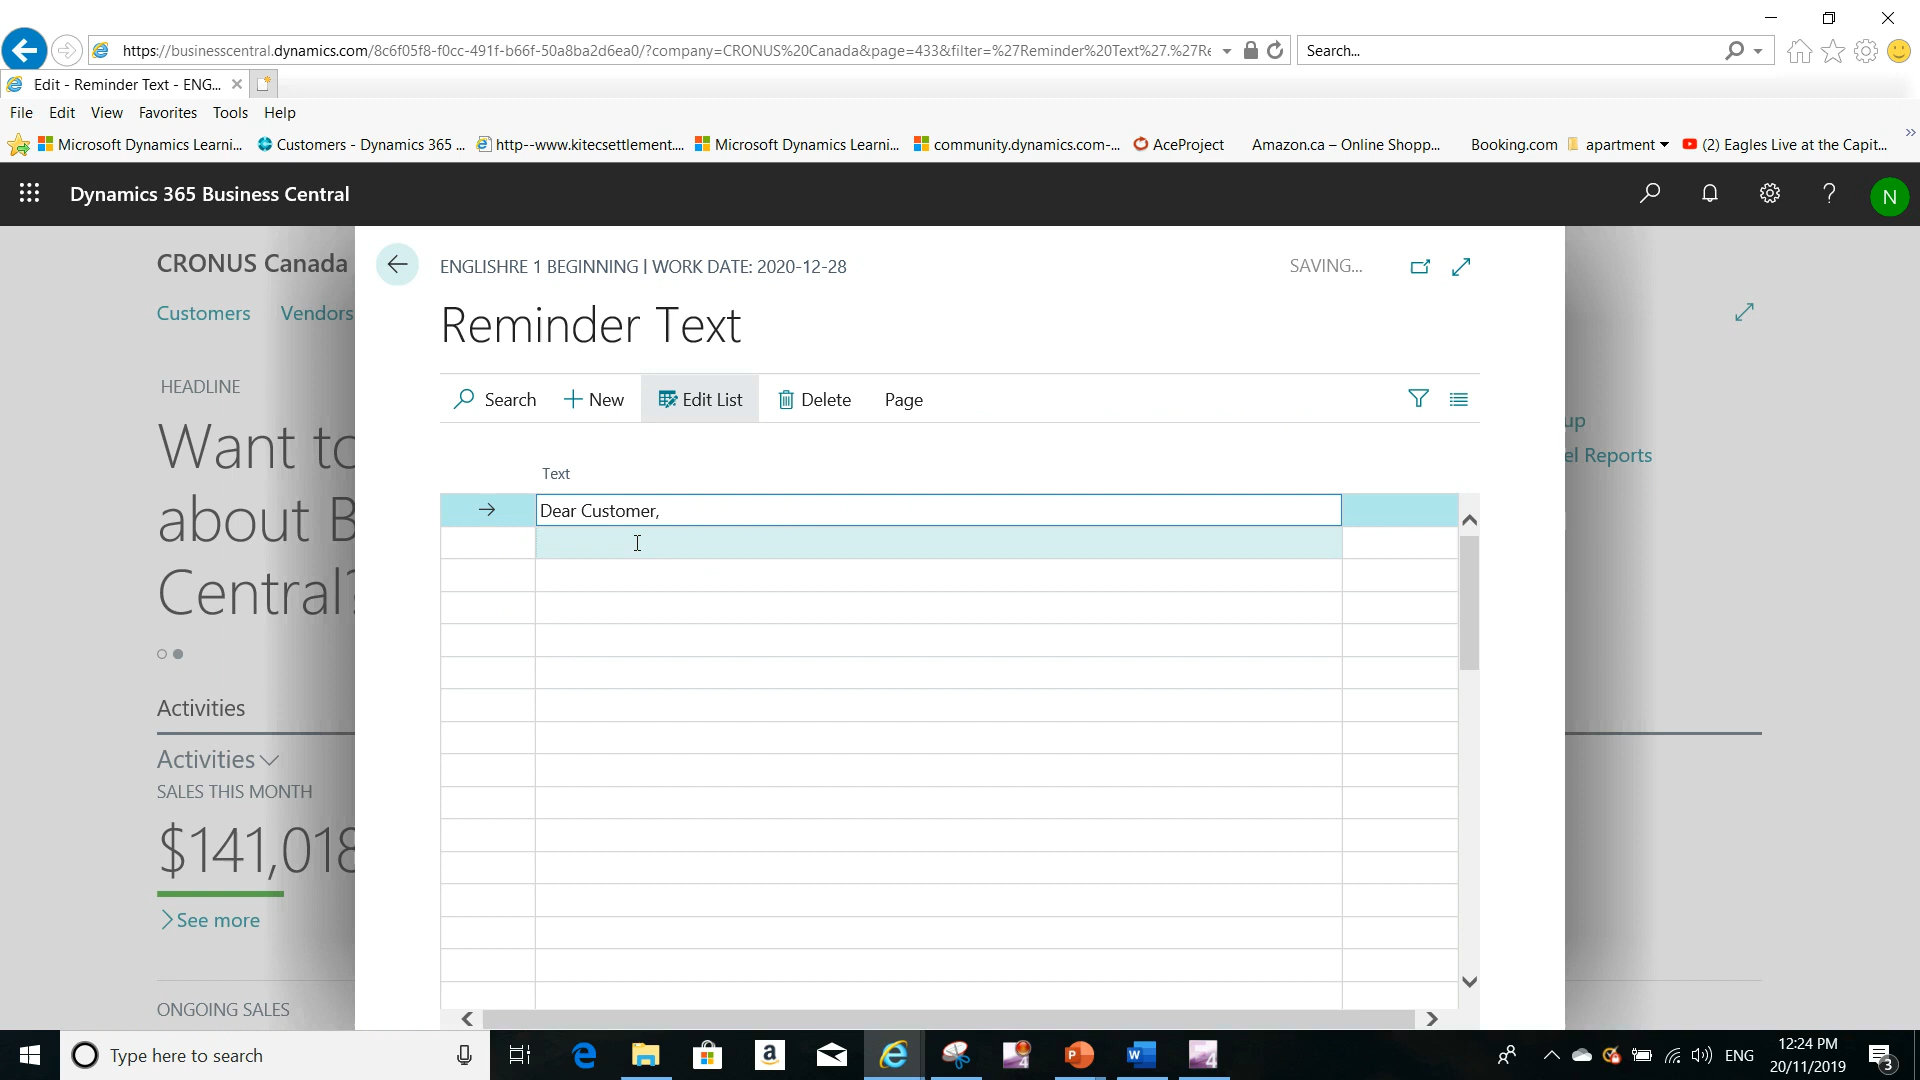 https://businesscentral.dynamics.com/8c6f05f8-f0cc-491f-b66f-50a8ba2d6ea0/?company=CRONUS%20Canada&page=433&filter=%27Reminder%20Text%27.%27Re
Search...
Edit - Reminder Text - ENG...
File Edit View Favorites Tools Help
Microsoft Dynamics Learni... Customers - Dynamics 365 ... http--www.kitecsettlement.... Microsoft Dynamics Learni... community.dynamics.com-... AceProject Amazon.ca – Online Shopp... Booking.com apartment (2) Eagles Live at the Capit...
Dynamics 365 Business Central
N
CRONUS Canada
ENGLISHRE 1 BEGINNING | WORK DATE: 2020-12-28
SAVING...
Customers Vendors
Reminder Text
HEADLINE
Search New Edit List Delete Page
Want to
about B
Central?
up
el Reports
Text
Dear Customer,
Activities
Activities
SALES THIS MONTH
$141,018
See more
ONGOING SALES
Type here to search
ENG
12:24 PM
20/11/2019
3